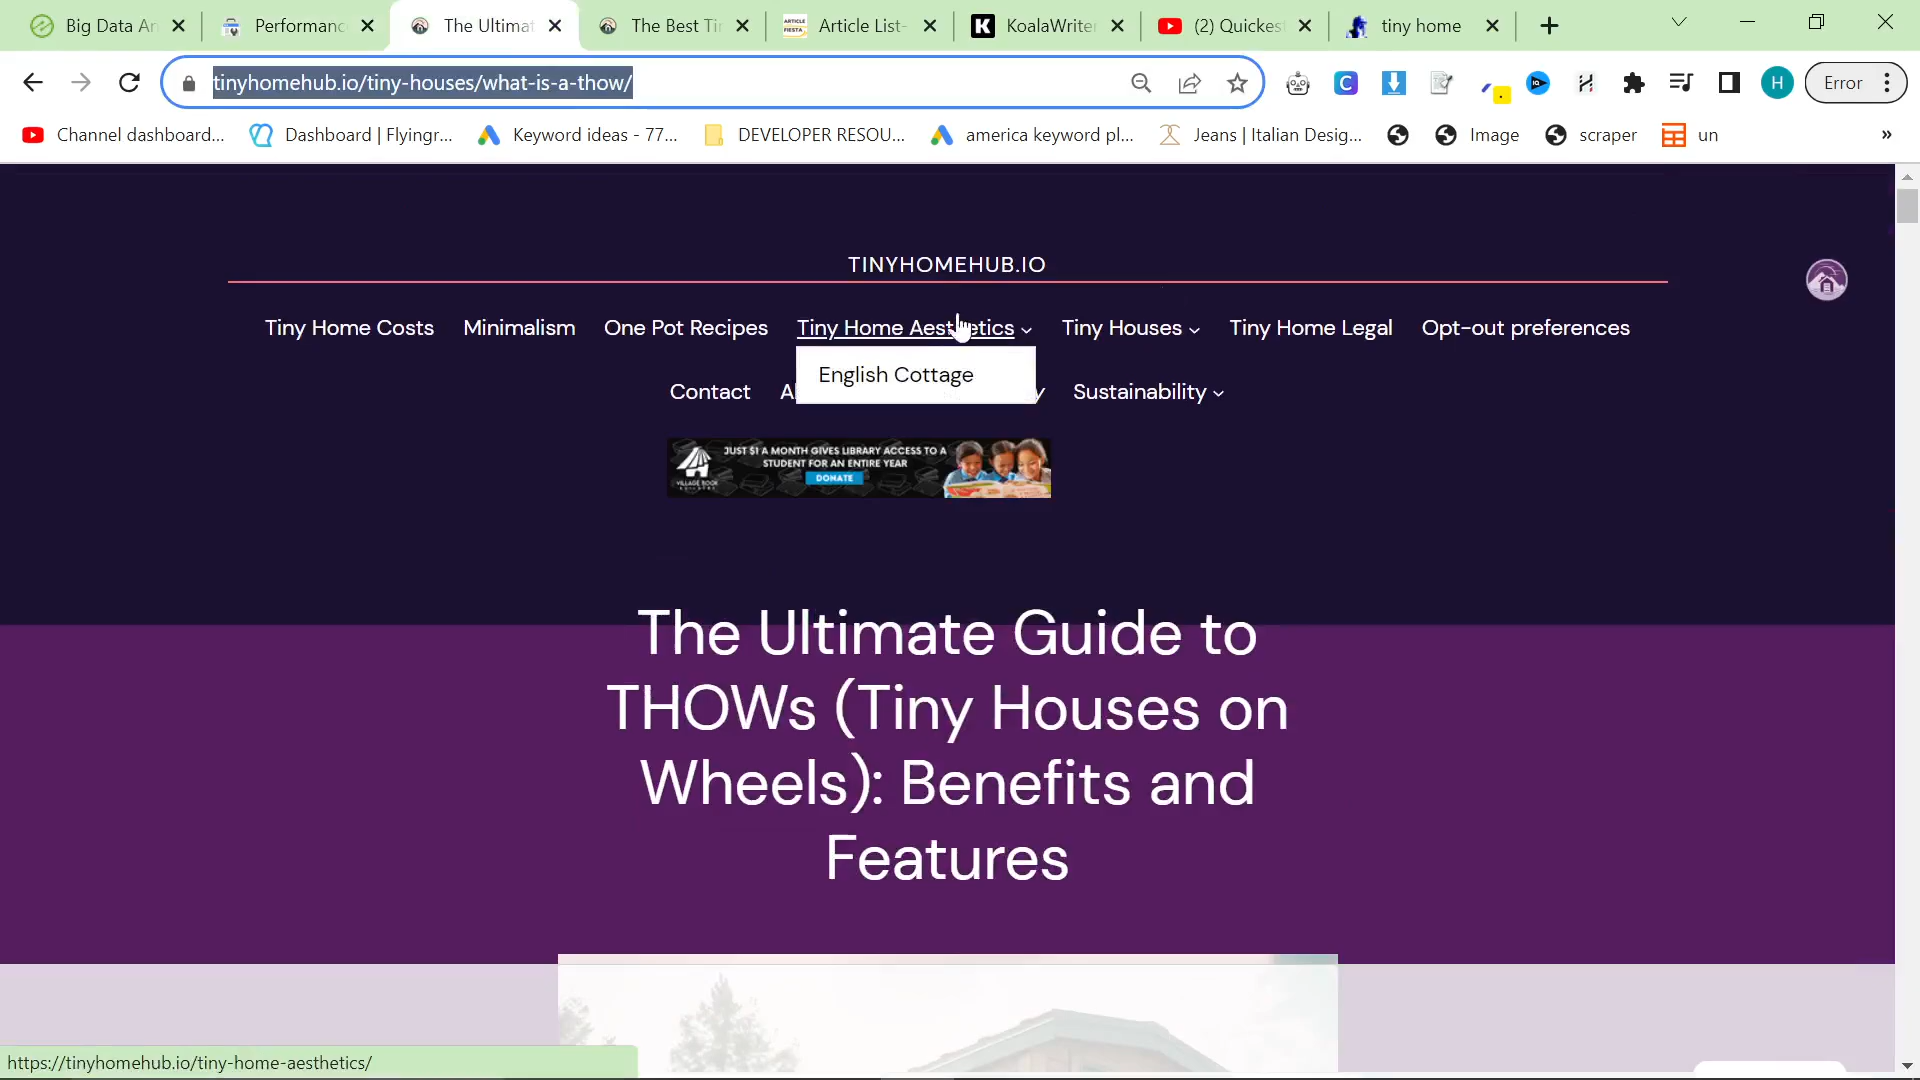 Big Data An
Performanc
The Ultimat
The Best Tin
Article List-
KoalaWriter
(2) Quickest
tiny home
tinyhomehub.io/tiny-houses/what-is-a-thow/
H
Error
Channel dashboard...
Dashboard | Flyingr...
Keyword ideas - 77...
DEVELOPER RESOU...
america keyword pl...
Jeans | Italian Desig...
Image
scraper
un
»
TINYHOMEHUB.IO
Tiny Home Costs
Minimalism
One Pot Recipes
Tiny Home Aesthetics
Tiny Houses
Tiny Home Legal
Opt-out preferences
English Cottage
Contact
Sustainability
JUST $1 A MONTH GIVES LIBRARY ACCESS TO A
STUDENT FOR AN ENTIRE YEAR
DONATE
VILLAGE BOOK
BUILDERS
The Ultimate Guide to
THOWs (Tiny Houses on
Wheels): Benefits and
Features
https://tinyhomehub.io/tiny-home-aesthetics/